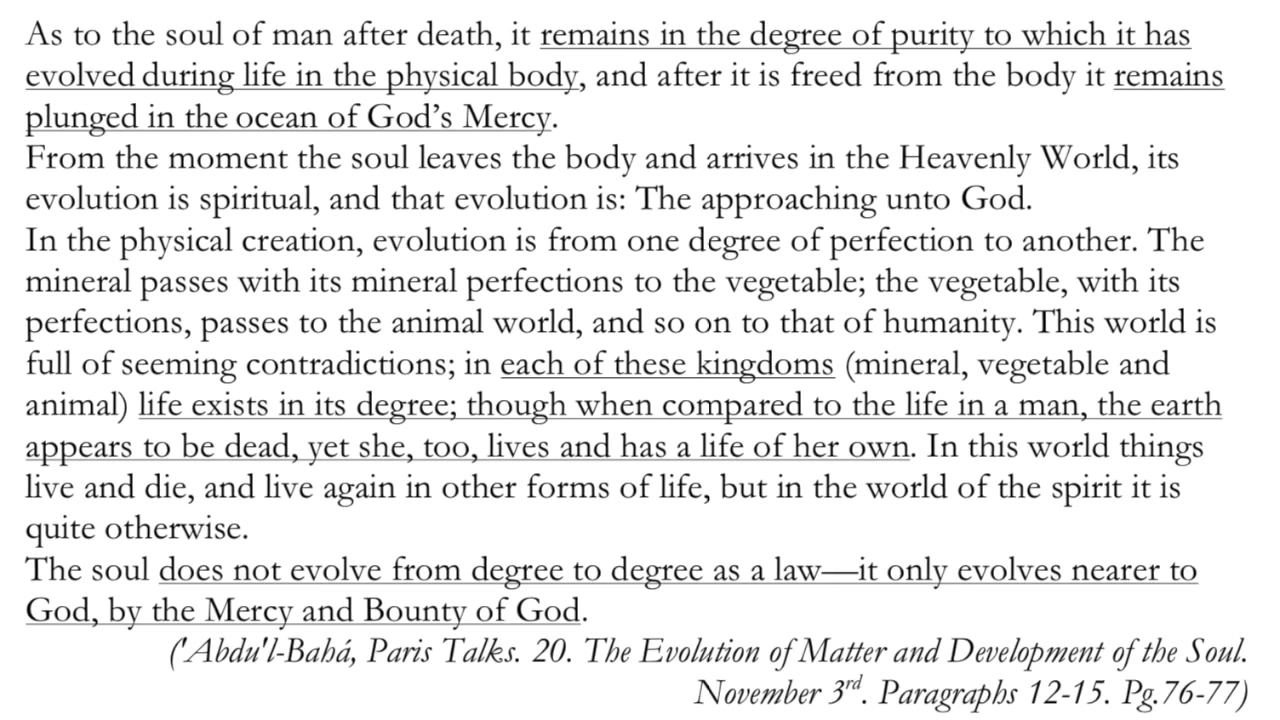 As to the soul of man after death, it remains in the degree of purity to which it has
evolved during life in the physical body, and after it is freed from the body it remains
plunged in the ocean of God’s Mercy.
From the moment the soul leaves the body and arrives in the Heavenly World, its
evolution is spiritual, and that evolution is: The approaching unto God.
In the physical creation, evolution is from one degree of perfection to another. The
mineral passes with its mineral perfections to the vegetable; the vegetable, with its
perfections, passes to the animal world, and so on to that of humanity. This world is
full of seeming contradictions; in each of these kingdoms (mineral, vegetable and
animal) life exists in its degree; though when compared to the life in a man, the earth
appears to be dead, yet she, too, lives and has a life of her own. In this world things
live and die, and live again in other forms of life, but in the world of the spirit it is
quite otherwise.
The soul does not evolve from degree to degree as a law—it only evolves nearer to
God, by the Mercy and Bounty of God.
('Abdu'l-Bahá, Paris Talks. 20. The Evolution of Matter and Development of the Soul.
November 3rd. Paragraphs 12-15. Pg.76-77)